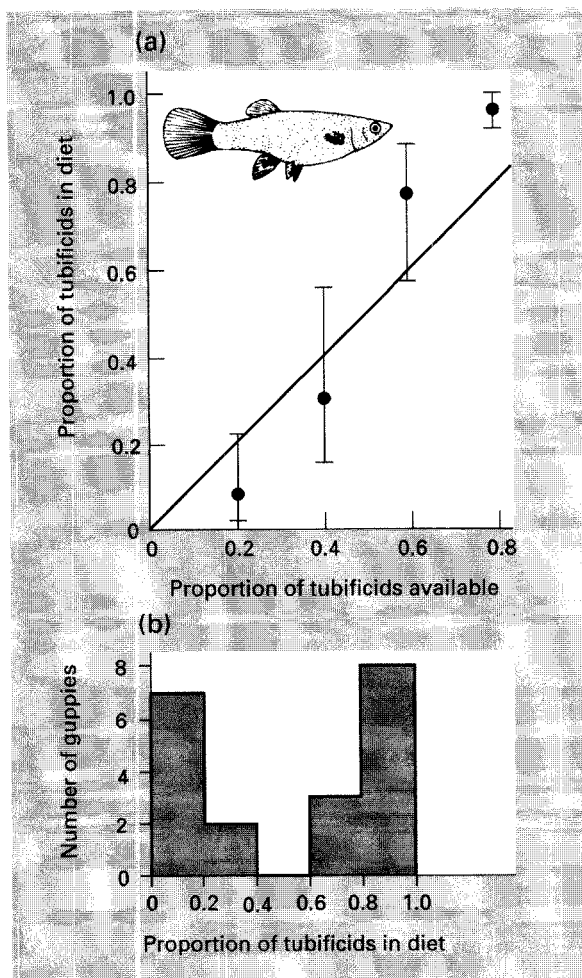 (a)
Proportion of tubificids in diet
1.0
0.8
0.6
0.4
0.2
0
0 0.2 0.4 0.6 0.8
Proportion of tubificids available
(b)
Number of guppies
8
6
4
2
0
0 0.2 0.4 0.6 0.8 1.0
Proportion of tubificids in diet